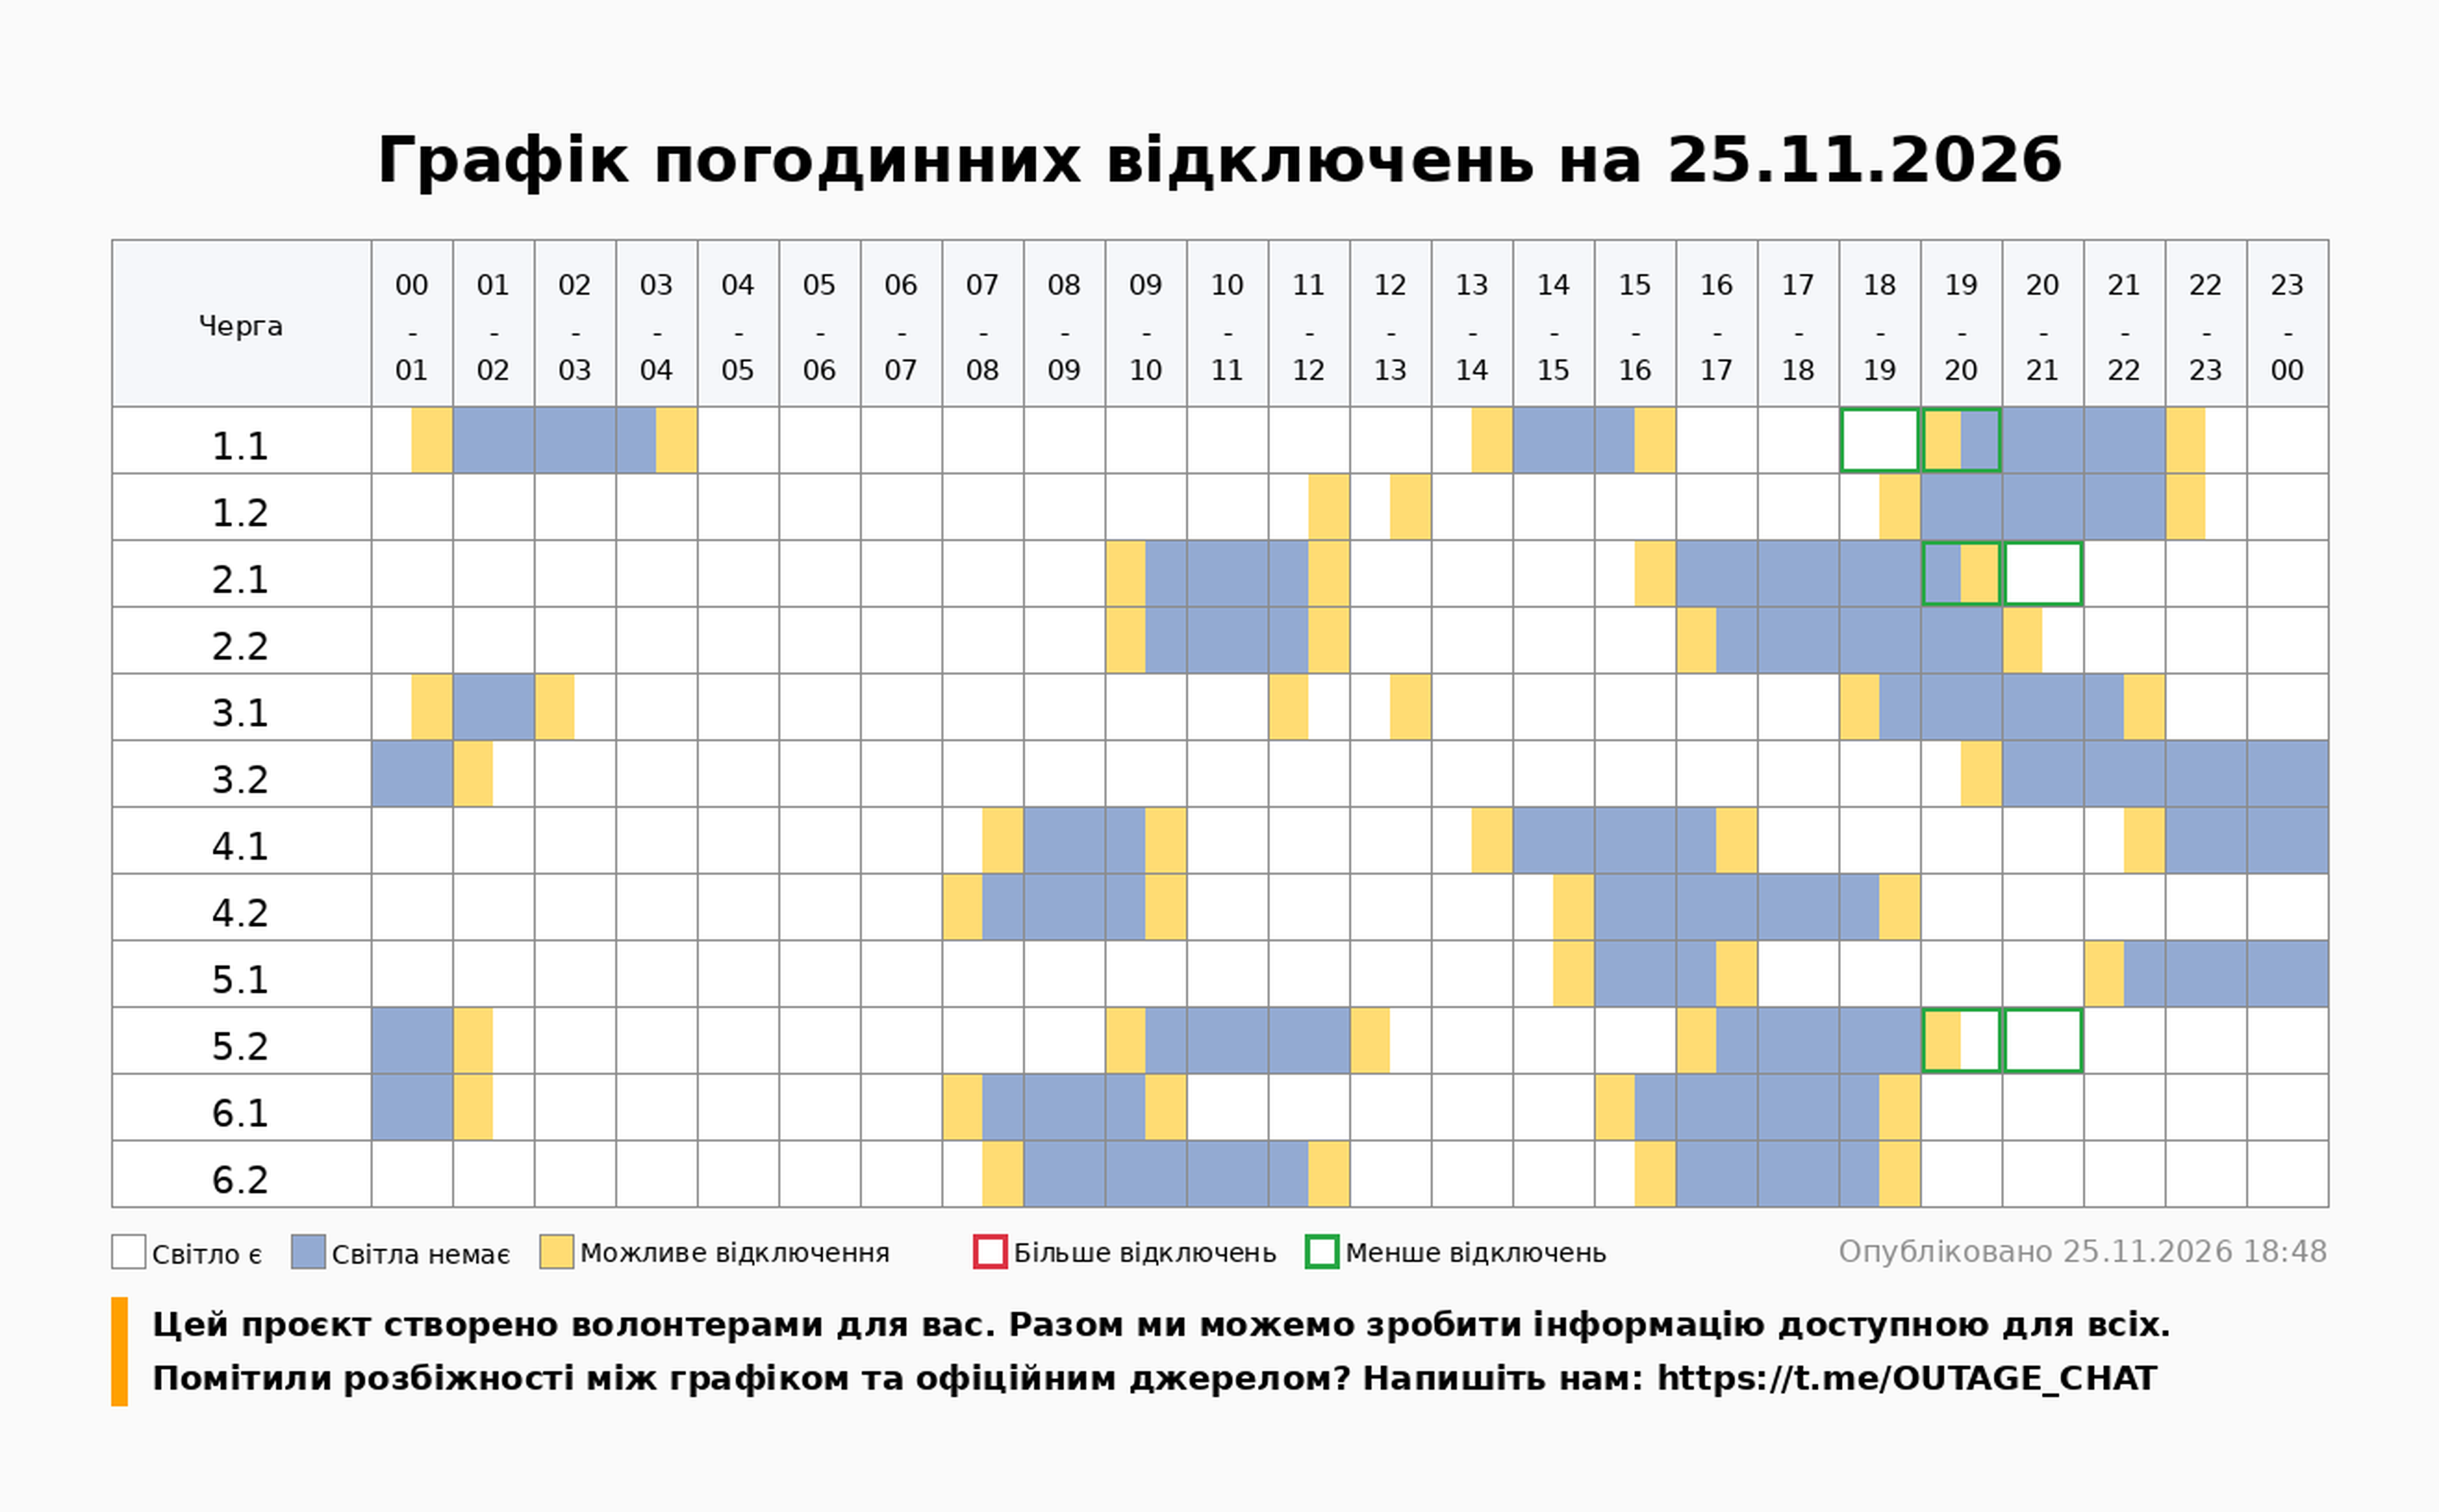 Графік погодинних відключень на 25.11.2026
Черга
00 - 01
01 - 02
02 - 03
03 - 04
04 - 05
05 - 06
06 - 07
07 - 08
08 - 09
09 - 10
10 - 11
11 - 12
12 - 13
13 - 14
14 - 15
15 - 16
16 - 17
17 - 18
18 - 19
19 - 20
20 - 21
21 - 22
22 - 23
23 - 00
1.1
1.2
2.1
2.2
3.1
3.2
4.1
4.2
5.1
5.2
6.1
6.2
Світло є
Світла немає
Можливе відключення
Більше відключень
Менше відключень
Опубліковано 25.11.2026 18:48
Цей проєкт створено волонтерами для вас. Разом ми можемо зробити інформацію доступною для всіх.
Помітили розбіжності між графіком та офіційним джерелом? Напишіть нам: https://t.me/OUTAGE_CHAT